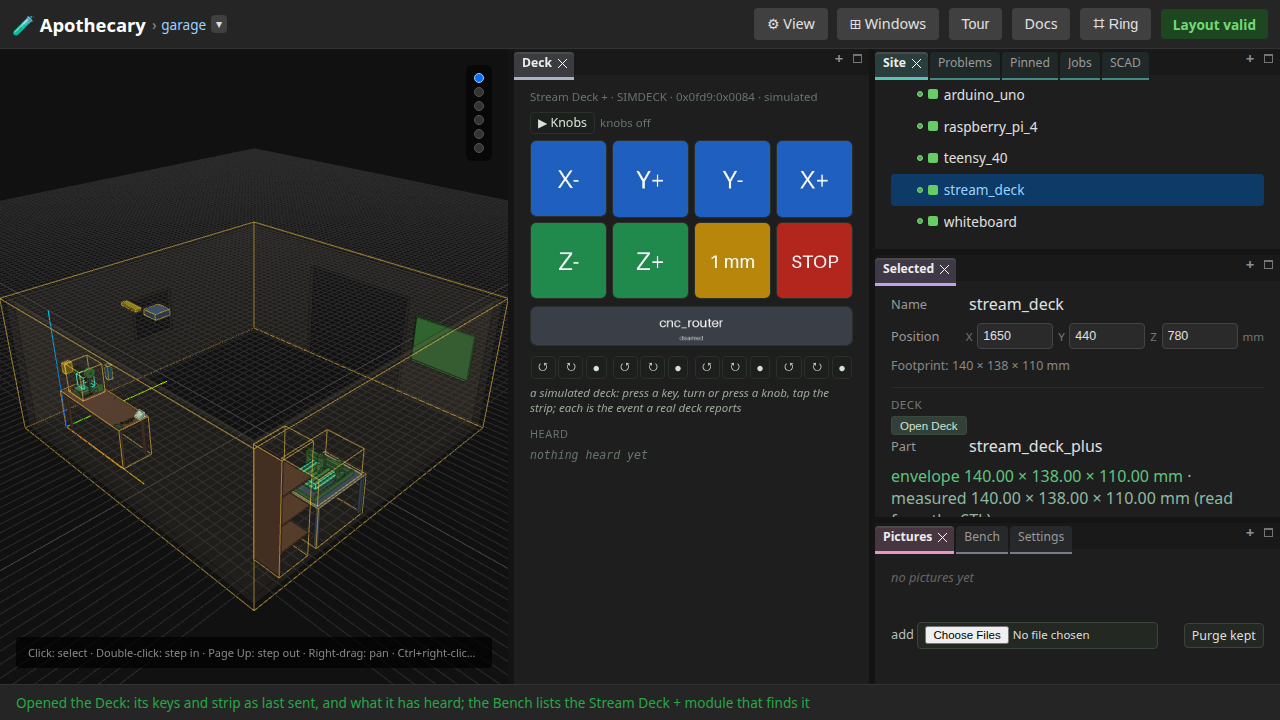 Apothecary › garage ▾
⚙ View
⊞ Windows
Tour
Docs
⌗ Ring
Layout valid
Deck
Stream Deck + · SIMDECK · 0x0fd9:0x0084 · simulated
▶ Knobs knobs off
X- Y+ Y- X+
Z- Z+ 1 mm STOP
cnc_router
disarmed
↺ ↻ ● ↺ ↻ ● ↺ ↻ ● ↺ ↻ ●
a simulated deck: press a key, turn or press a knob, tap the
strip; each is the event a real deck reports
HEARD
nothing heard yet
Site Problems Pinned Jobs SCAD
arduino_uno
raspberry_pi_4
teensy_40
stream_deck
whiteboard
Selected
Name stream_deck
Position X 1650 Y 440 Z 780 mm
Footprint: 140 × 138 × 110 mm
DECK
Open Deck
Part stream_deck_plus
envelope 140.00 × 138.00 × 110.00 mm ·
measured 140.00 × 138.00 × 110.00 mm (read
Pictures Bench Settings
no pictures yet
add Choose Files No file chosen Purge kept
Click: select · Double-click: step in · Page Up: step out · Right-drag: pan · Ctrl+right-clic…
Opened the Deck: its keys and strip as last sent, and what it has heard; the Bench lists the Stream Deck + module that finds it